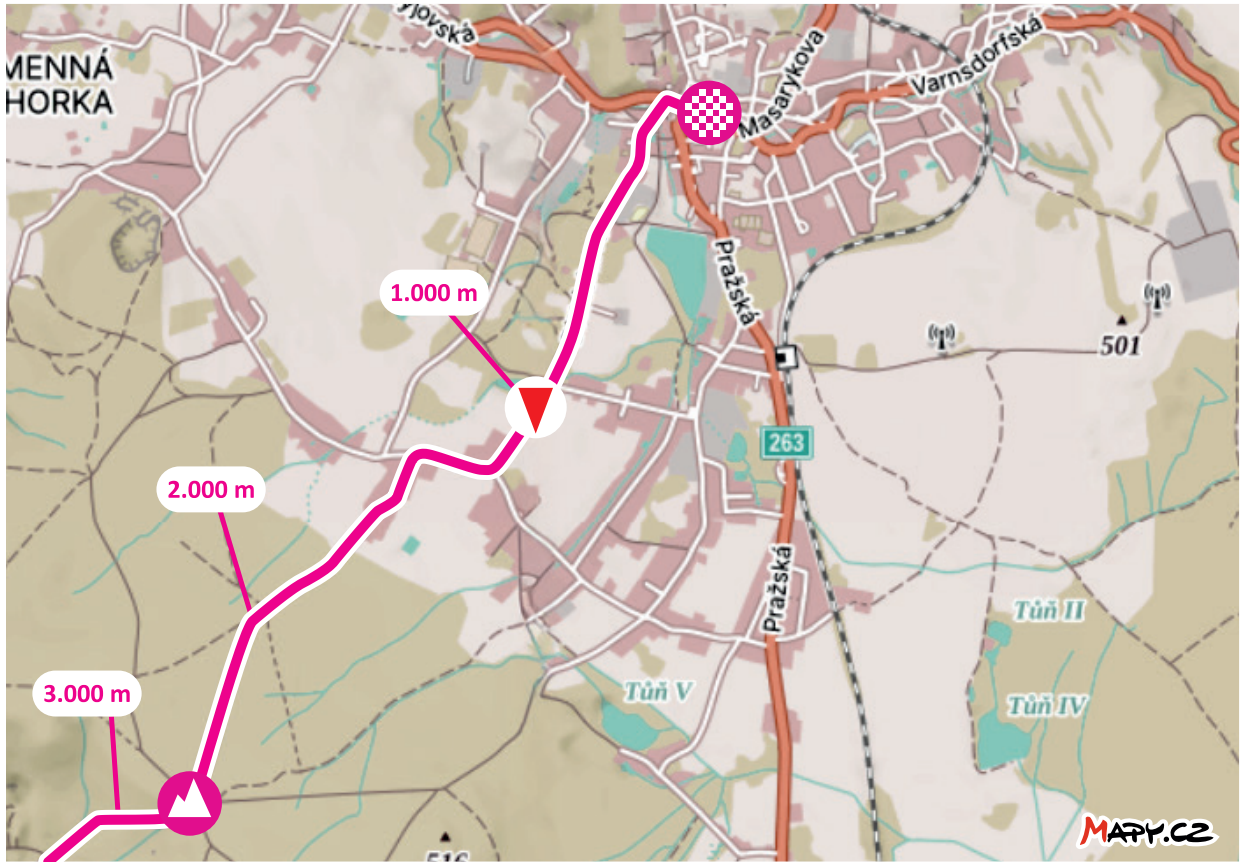 MENNÁ
HORKA
Masarykova
Varnsdorfská
1.000 m
Pražská
501
263
2.000 m
Pražská
Tůň II
3.000 m
Tůň V
Tůň IV
MAPY.CZ